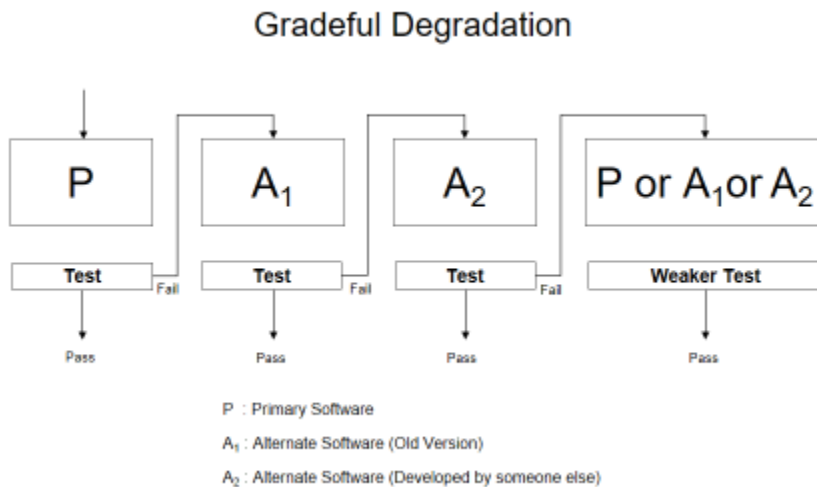 Gradeful Degradation
P
A₁
A₂
P or A₁or A₂
Test
Fail
Test
Fail
Test
Fail
Weaker Test
Pass
Pass
Pass
Pass
P : Primary Software
A₁ : Alternate Software (Old Version)
A₂ : Alternate Software (Developed by someone else)